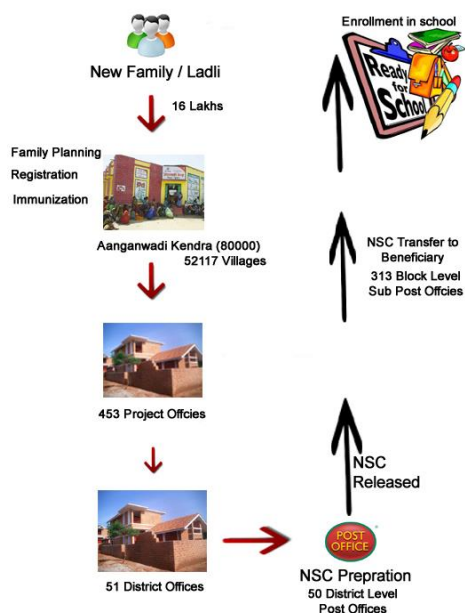 New Family / Ladli
16 Lakhs
Family Planning
Registration
Immunization
Aanganwadi Kendra (80000)
52117 Villages
453 Project Offcies
51 District Offices
POST
OFFICE
NSC Prepration
50 District Level
Post Offices
NSC
Released
NSC Transfer to
Beneficiary
313 Block Level
Sub Post Offcies
Enrollment in school
Ready
for
School